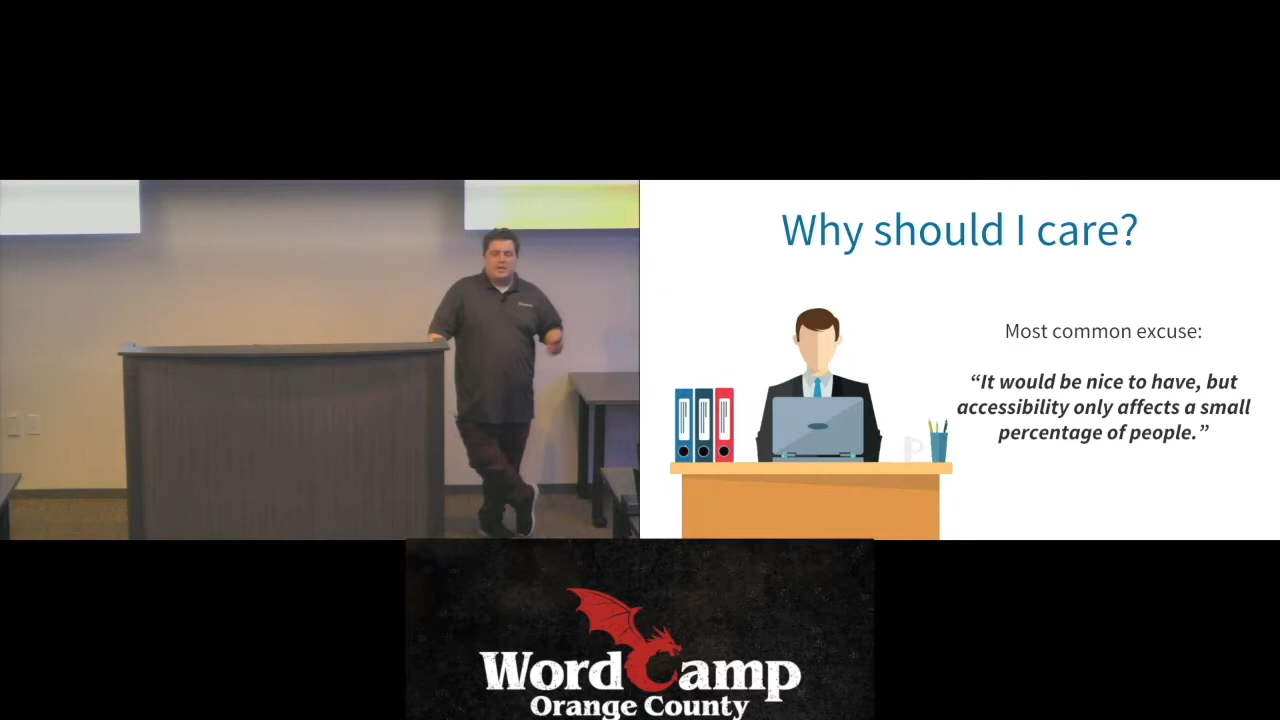 Why should I care?
Most common excuse:
“It would be nice to have, but
accessibility only affects a small
percentage of people.”
WordCamp
Orange County